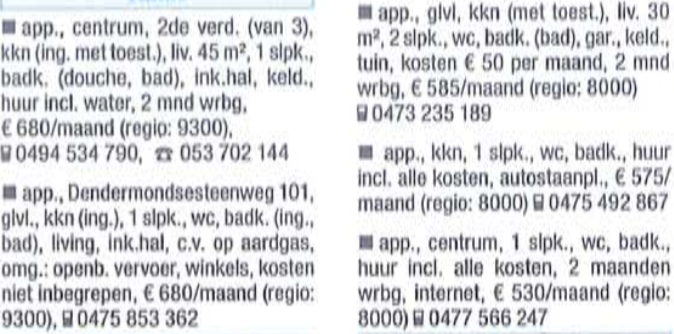 app., centrum, 2de verd. (van 3),
kkn (ing. met toest.), liv. 45 m², 1 slpk.,
badk. (douche, bad), ink.hal, keld.,
huur incl. water, 2 mnd wrbg,
€ 680/maand (regio: 9300),
0494 534 790, ☎ 053 702 144
app., Dendermondsesteenweg 101,
glvl., kkn (ing.), 1 slpk., wc, badk. (ing.,
bad), living, ink.hal, c.v. op aardgas,
omg.: openb. vervoer, winkels, kosten
niet inbegrepen, € 680/maand (regio:
9300), 0475 853 362
app., glvl, kkn (met toest.), liv. 30
m², 2 slpk., wc, badk. (bad), gar., keld.,
tuin, kosten € 50 per maand, 2 mnd
wrbg, € 585/maand (regio: 8000)
0473 235 189
app., kkn, 1 slpk., wc, badk., huur
incl. alle kosten, autostaanpl., € 575/
maand (regio: 8000) 0475 492 867
app., centrum, 1 slpk., wc, badk.,
huur incl. alle kosten, 2 maanden
wrbg, internet, € 530/maand (regio:
8000) 0477 566 247